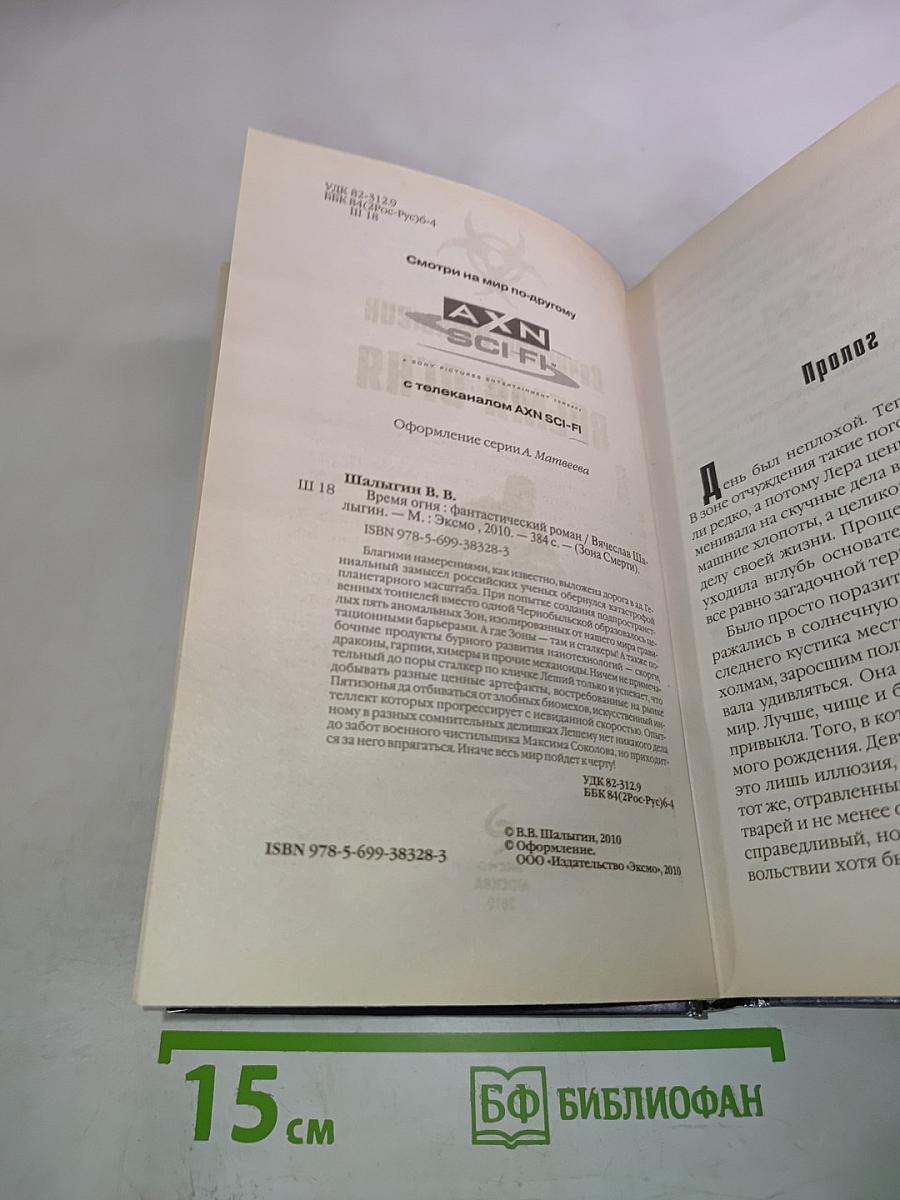 УДК 82-312.9
ББК 84(2Рос-Рус)6-4
Ш 18
Смотри на мир по-другому
AXN
SCI-FI™
A SONY PICTURES ENTERTAINMENT COMPANY
с телеканалом AXN SCI-FI
Оформление серии А. Матвеева
Шалыгин В. В.
Ш 18
Время огня : фантастический роман / Вячеслав Ша-
лыгин. — М. : Эксмо , 2010. — 384 с. — (Зона Смерти).
ISBN 978-5-699-38328-3
Благими намерениями, как известно, выложена дорога в ад. Ге-
ниальный замысел российских ученых обернулся катастрофой
планетарного масштаба. При попытке создания подпространст-
венных тоннелей вместо одной Чернобыльской образовалось це-
лых пять аномальных Зон, изолированных от нашего мира грави-
тационными барьерами. А где Зоны — там и сталкеры! А также по-
бочные продукты бурного развития нанотехнологий — скорги,
драконы, гарпии, химеры и прочие механоиды. Ничем не примеча-
тельный до поры сталкер по кличке Леший только и успевает, что
добывать разные ценные артефакты, востребованные на рынке
Пятизонья да отбиваться от злобных биомехов, искусственный ин-
теллект которых прогрессирует с невиданной скоростью. Опыт-
ному в разных сомнительных делишках Лешему нет никакого дела
до забот военного чистильщика Максима Соколова, но приходит-
ся за него впрягаться. Иначе весь мир пойдет к черту!
УДК 82-312.9
ББК 84(2Рос-Рус)6-4
© В.В. Шалыгин, 2010
© Оформление.
ООО «Издательство «Эксмо», 2010
ISBN 978-5-699-38328-3
Пролог
День был неплохой. Теп
В зоне отчуждения такие пого
ли редко, а потому Лера цени
менивала на скучные дела в
машние хлопоты, а целико
делу своей жизни. Проще
уходила вглубь основате
все равно загадочной тер
Было просто поразит
ражались в солнечную
следнего кустика мест
холмам, заросшим пол
вала удивляться. Она
мир. Лучше, чище и б
привыкла. Того, в кот
мого рождения. Деву
это лишь иллюзия,
тот же, отравленны
тварей и не менее о
справедливый, но
вольствии хотя бы
15 см
БФ БИБЛИОФАН